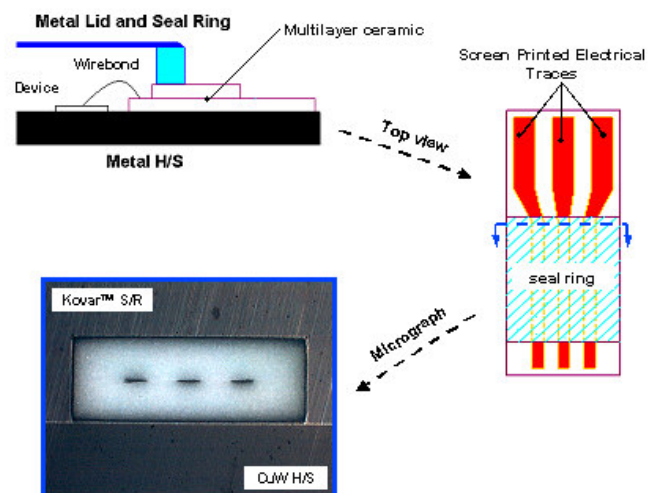 Metal Lid and Seal Ring
Multilayer ceramic
Wirebond
Device
Metal H/S
Screen Printed Electrical
Traces
Top view
seal ring
Kovar™ S/R
Micrograph
CuW H/S